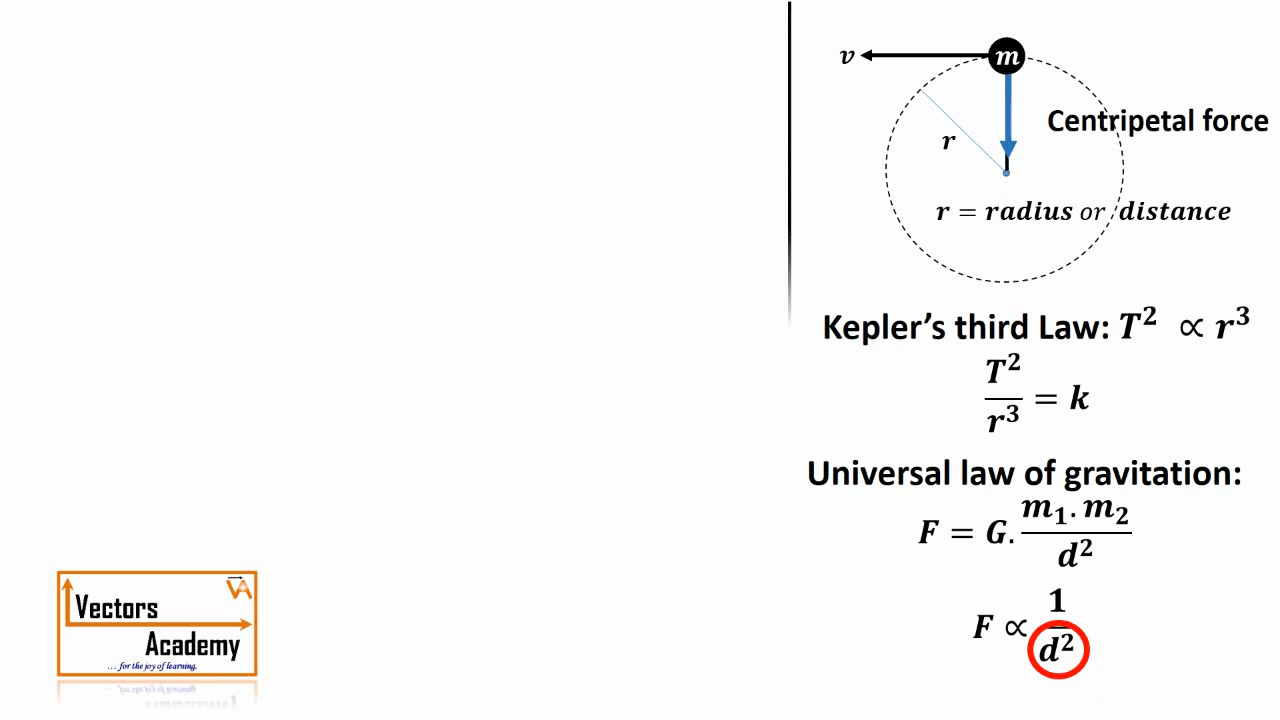 v
m
Centripetal force
r
r = radius or distance
Kepler’s third Law: T² ∝ r³
T²
r³
= k
Universal law of gravitation:
F = G. m₁. m₂
d²
F ∝ 1
d²
VA
Vectors
Academy
... for the joy of learning.